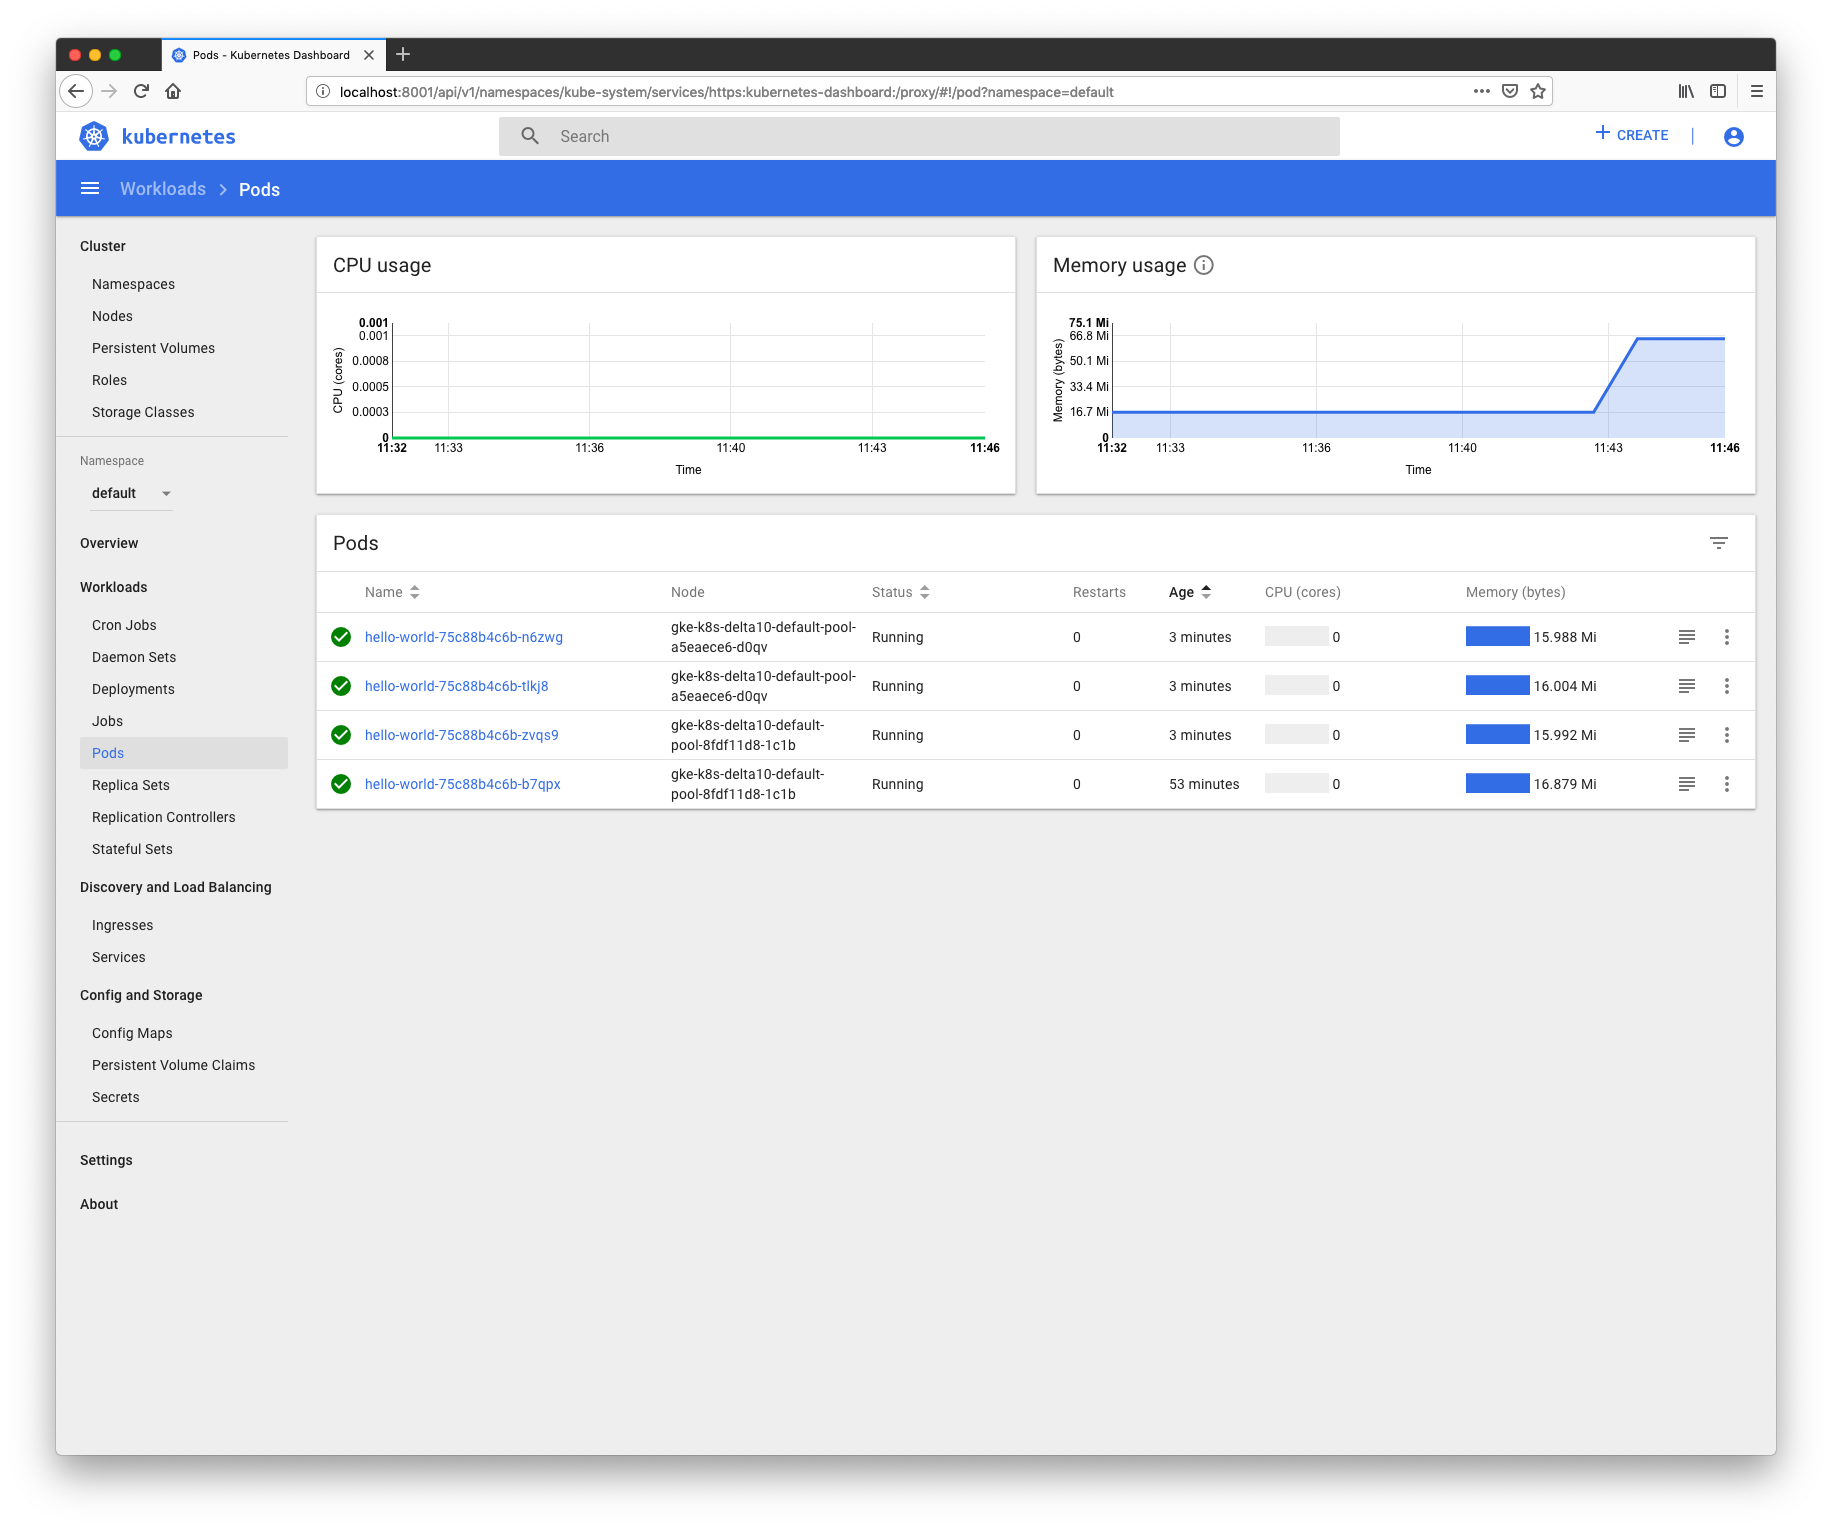 Pods - Kubernetes Dashboard
localhost:8001/api/v1/namespaces/kube-system/services/https:kubernetes-dashboard:/proxy/#!/pod?namespace=default
kubernetes
Search
+ CREATE
Workloads > Pods
Cluster
Namespaces
Nodes
Persistent Volumes
Roles
Storage Classes
Namespace
default
Overview
Workloads
Cron Jobs
Daemon Sets
Deployments
Jobs
Pods
Replica Sets
Replication Controllers
Stateful Sets
Discovery and Load Balancing
Ingresses
Services
Config and Storage
Config Maps
Persistent Volume Claims
Secrets
Settings
About
CPU usage
CPU (cores)
0.001
0.001
0.0008
0.0005
0.0003
0
11:32 11:33 11:36 11:40 11:43 11:46
Time
Memory usage
Memory (bytes)
75.1 Mi
66.8 Mi
50.1 Mi
33.4 Mi
16.7 Mi
0
11:32 11:33 11:36 11:40 11:43 11:46
Time
Pods
Name Node Status Restarts Age CPU (cores) Memory (bytes)
hello-world-75c88b4c6b-n6zwg gke-k8s-delta10-default-pool- Running 0 3 minutes 0 15.988 Mi
a5eaece6-d0qv
hello-world-75c88b4c6b-tlkj8 gke-k8s-delta10-default-pool- Running 0 3 minutes 0 16.004 Mi
a5eaece6-d0qv
hello-world-75c88b4c6b-zvqs9 gke-k8s-delta10-default- Running 0 3 minutes 0 15.992 Mi
pool-8fdf11d8-1c1b
hello-world-75c88b4c6b-b7qpx gke-k8s-delta10-default- Running 0 53 minutes 0 16.879 Mi
pool-8fdf11d8-1c1b